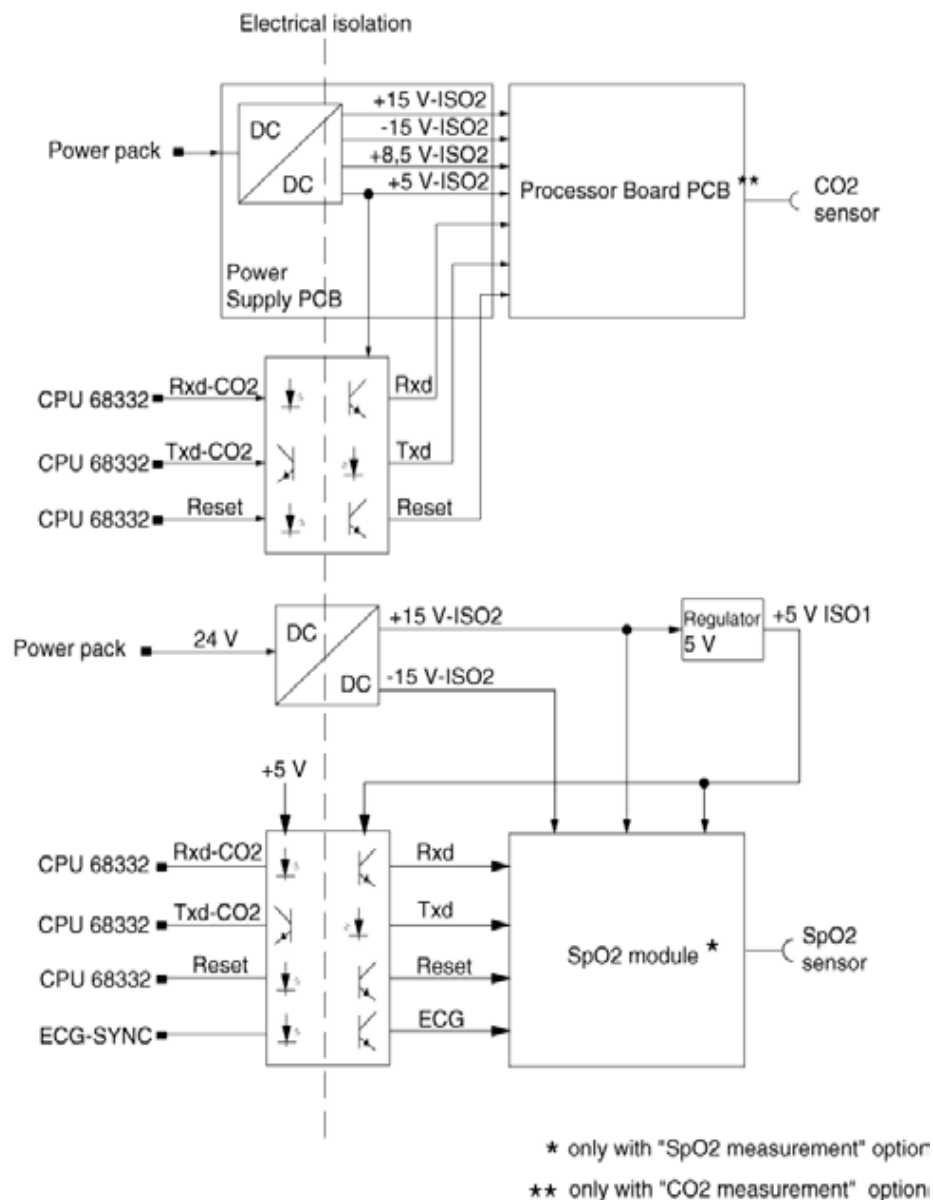 Electrical isolation
+15 V-ISO2
-15 V-ISO2
+8,5 V-ISO2
+5 V-ISO2
DC
DC
Power pack
Power
Supply PCB
Processor Board PCB **
CO2
sensor
CPU 68332
Rxd-CO2
Rxd
CPU 68332
Txd-CO2
Txd
CPU 68332
Reset
Reset
Power pack
24 V
DC
DC
+15 V-ISO2
-15 V-ISO2
Regulator
5 V
+5 V ISO1
+5 V
CPU 68332
Rxd-CO2
Rxd
CPU 68332
Txd-CO2
Txd
CPU 68332
Reset
Reset
ECG-SYNC
ECG
SpO2 module *
SpO2
sensor
* only with "SpO2 measurement" option
** only with "CO2 measurement" option